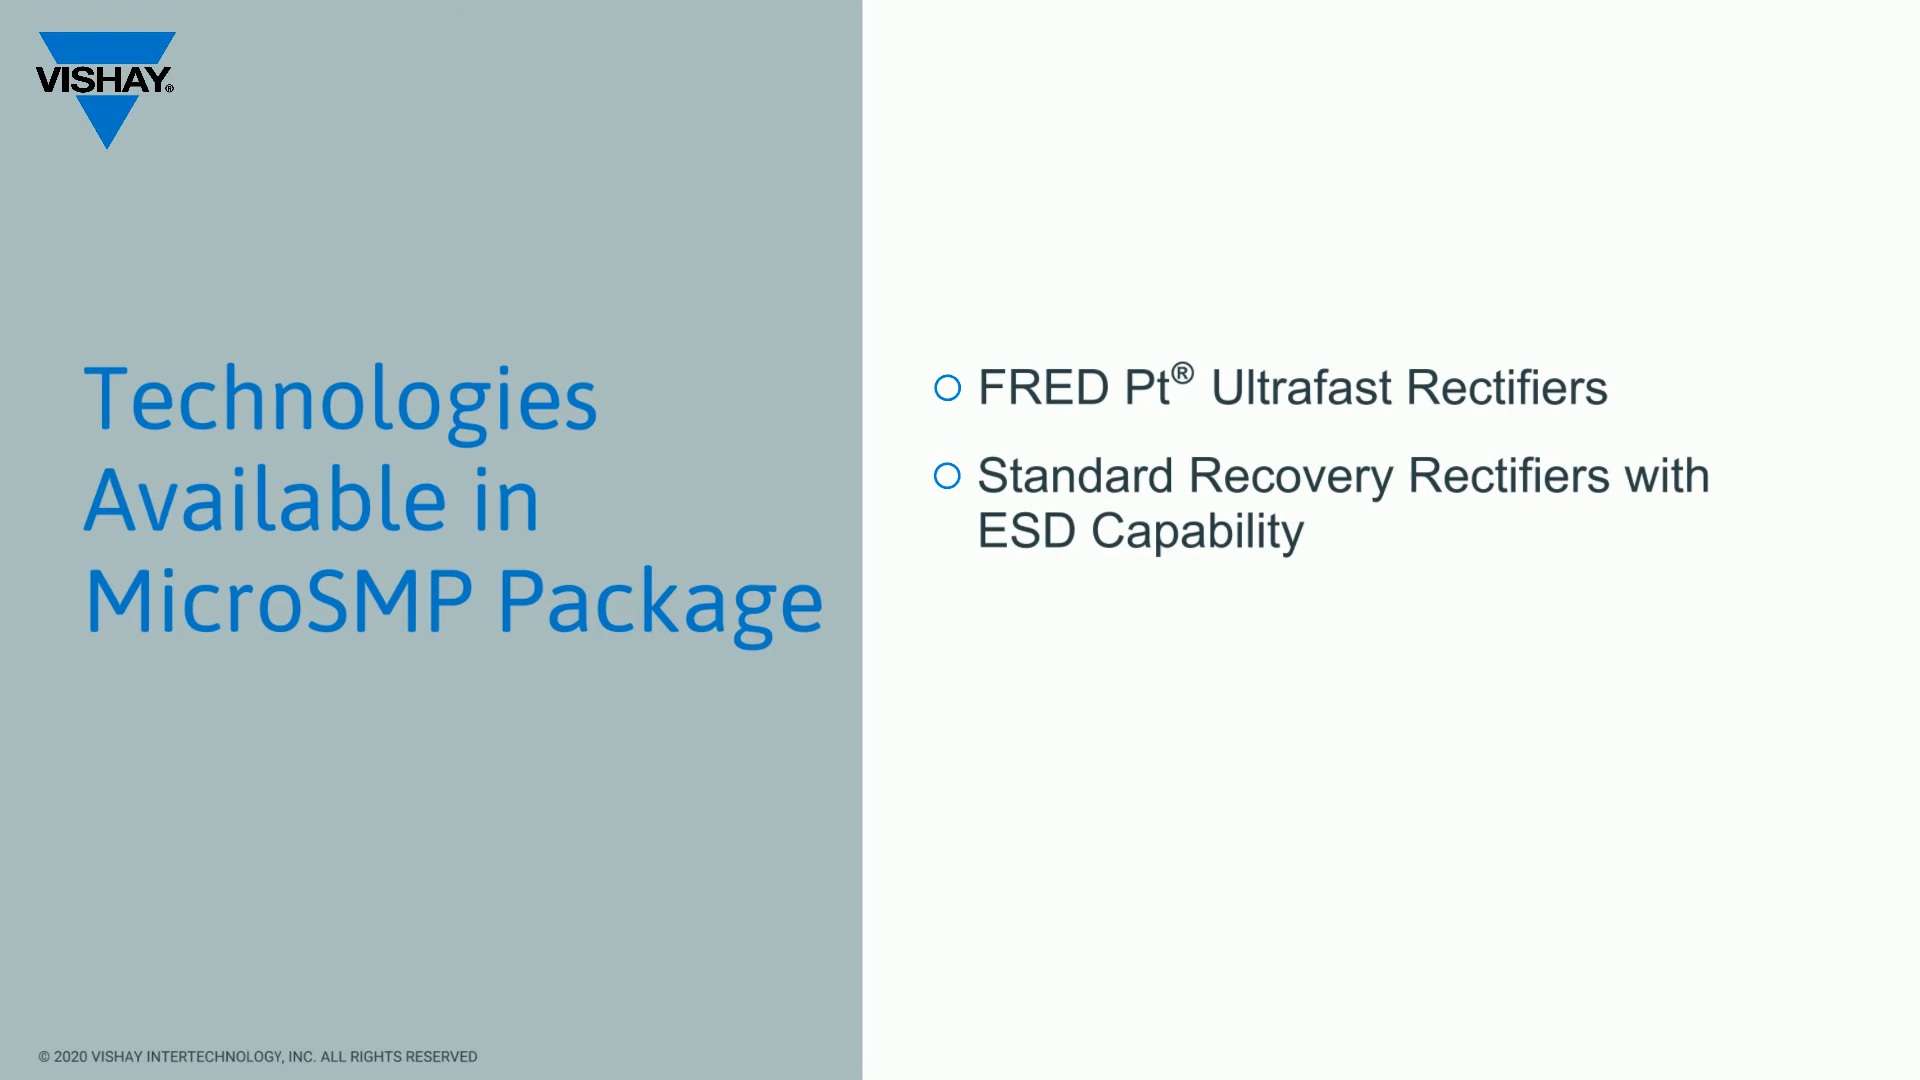 VISHAY®
Technologies
Available in
MicroSMP Package
FRED Pt® Ultrafast Rectifiers
Standard Recovery Rectifiers with
ESD Capability
© 2020 VISHAY INTERTECHNOLOGY, INC. ALL RIGHTS RESERVED